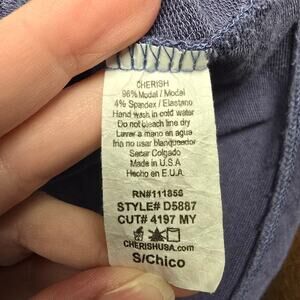 CHERISH
96% Modal / Modal
4% Spandex / Elastano
Hand wash in cold water
Do not bleach line dry
Lavar a mano en agua
fria no usar blanqueador
Secar Colgado
Made in U.S.A
Hecho en E.U.A.
RN#111856
STYLE# D5887
CUT# 4197 MY
CHERISHUSA.COM
S/Chico